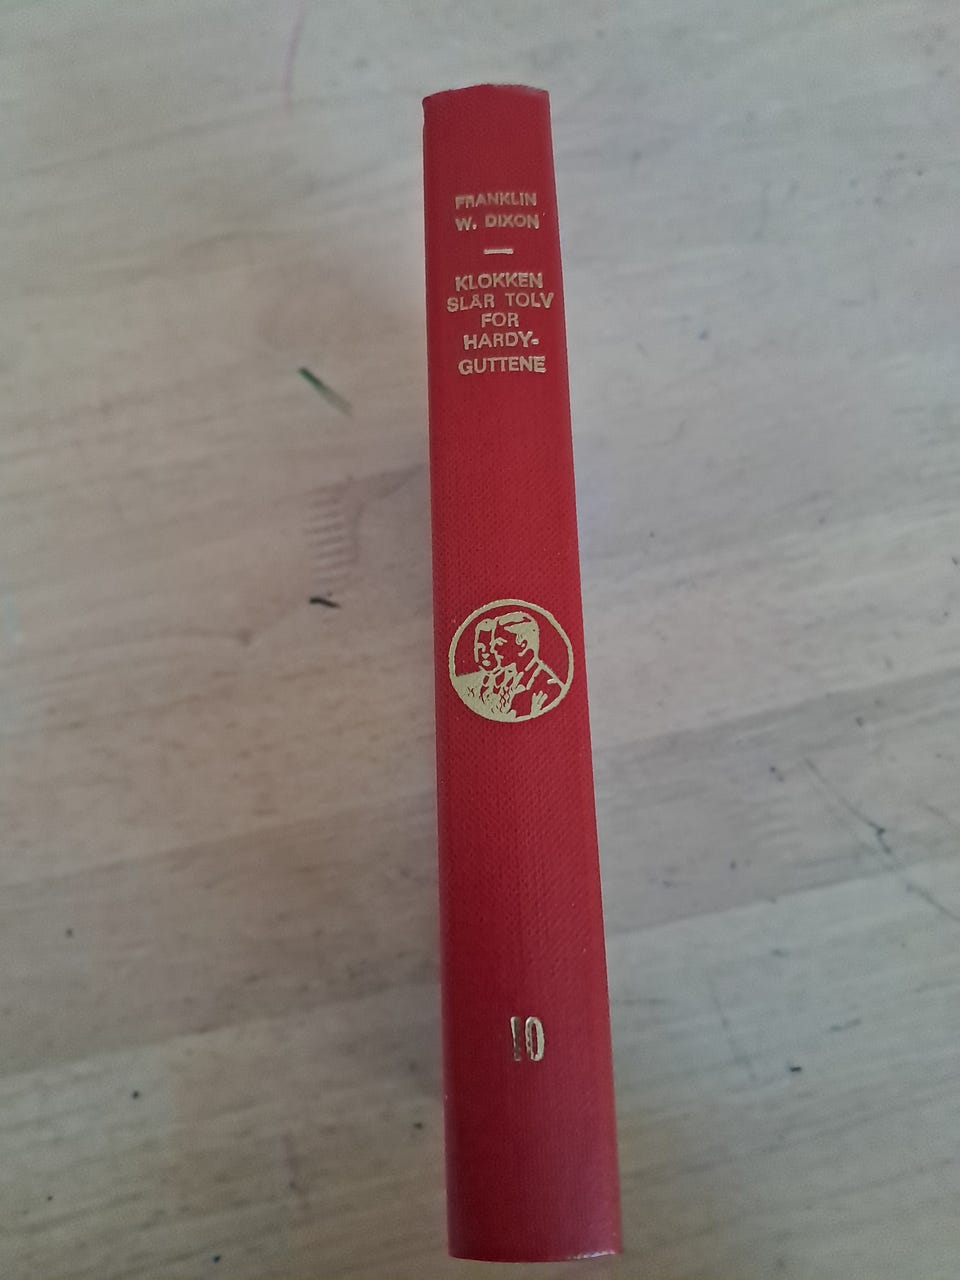 FRANKLIN
W. DIXON
KLOKKEN
SLÅR TOLV
FOR
HARDY-
GUTTENE
10